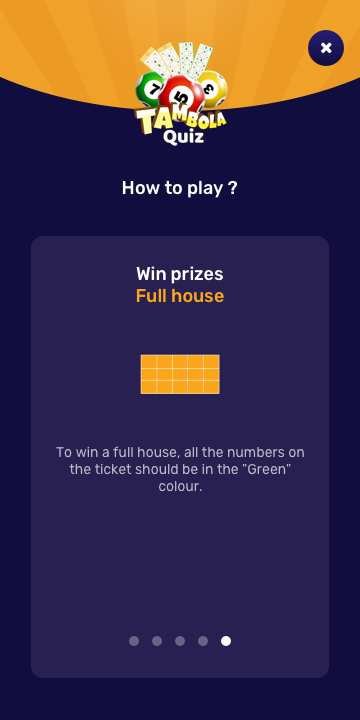 7
5
3
TAMBOLA
Quiz
How to play ?
Win prizes
Full house
To win a full house, all the numbers on
the ticket should be in the "Green"
colour.